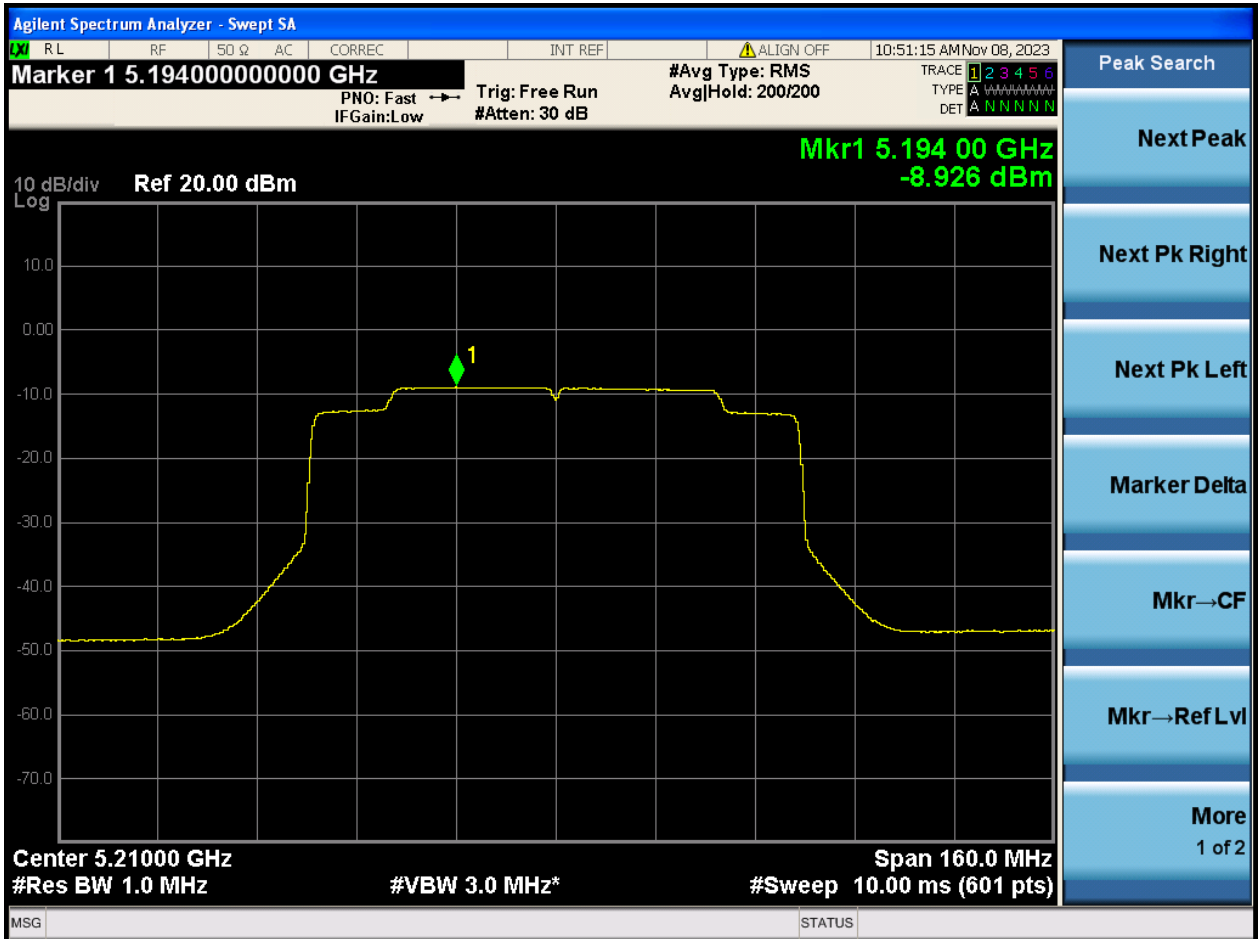 Agilent Spectrum Analyzer - Swept SA
LXI RL RF 50 Ω AC CORREC INT REF ALIGN OFF 10:51:15 AM Nov 08, 2023
Marker 1 5.194000000000 GHz
PNO: Fast
IFGain:Low
Trig: Free Run
#Atten: 30 dB
#Avg Type: RMS
Avg|Hold: 200/200
TRACE 1 2 3 4 5 6
TYPE A WWWWW
DET A N N N N N
Mkr1 5.194 00 GHz
-8.926 dBm
10 dB/div Ref 20.00 dBm
Log
10.0
0.00
-10.0
-20.0
-30.0
-40.0
-50.0
-60.0
-70.0
1
Center 5.21000 GHz Span 160.0 MHz
#Res BW 1.0 MHz #VBW 3.0 MHz* #Sweep 10.00 ms (601 pts)
MSG STATUS
Peak Search
Next Peak
Next Pk Right
Next Pk Left
Marker Delta
Mkr→CF
Mkr→Ref Lvl
More
1 of 2